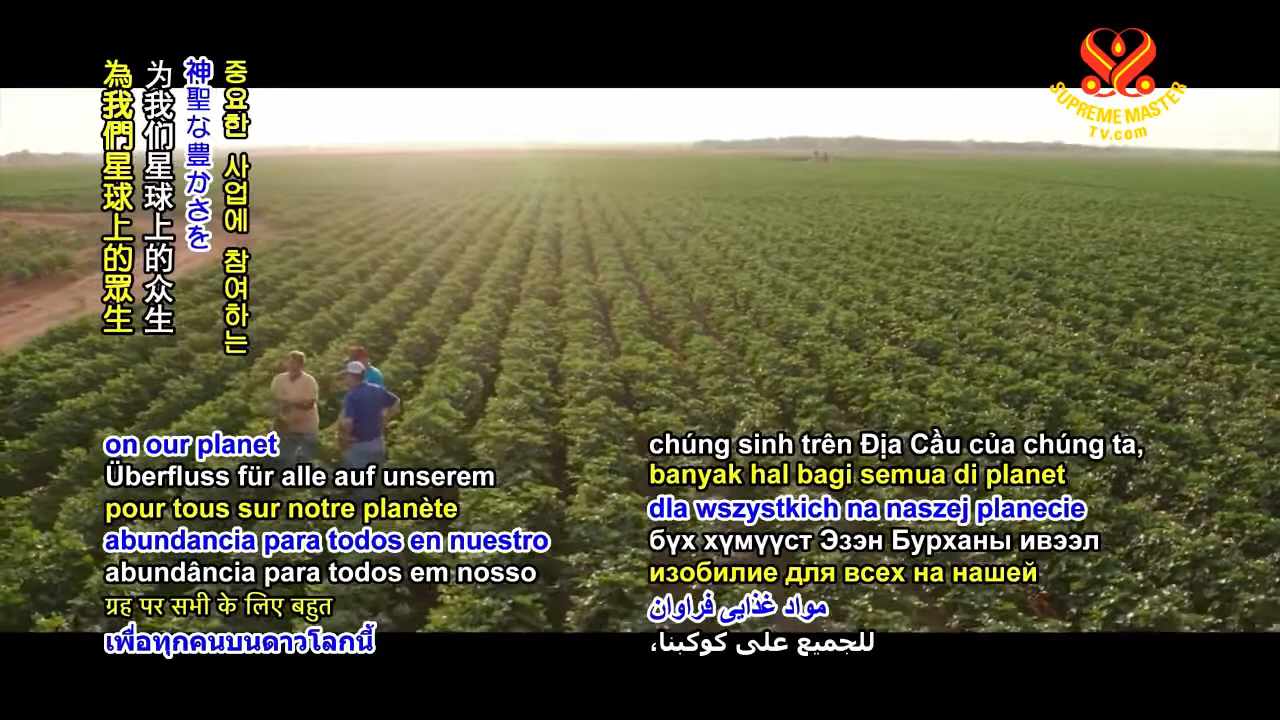 SUPREME MASTER
TV.com
為我們星球上的眾生
为我们星球上的众生
神聖な豊かさを
중요한 사업에 참여하는
on our planet
Überfluss für alle auf unserem
pour tous sur notre planète
abundancia para todos en nuestro
abundância para todos em nosso
ग्रह पर सभी के लिए बहुत
เพื่อทุกคนบนดาวโลกนี้
chúng sinh trên Địa Cầu của chúng ta,
banyak hal bagi semua di planet
dla wszystkich na naszej planecie
бүх хүмүүст Эзэн Бурханы ивээл
изобилие для всех на нашей
مواد غذایی فراوان
للجميع على كوكبنا،